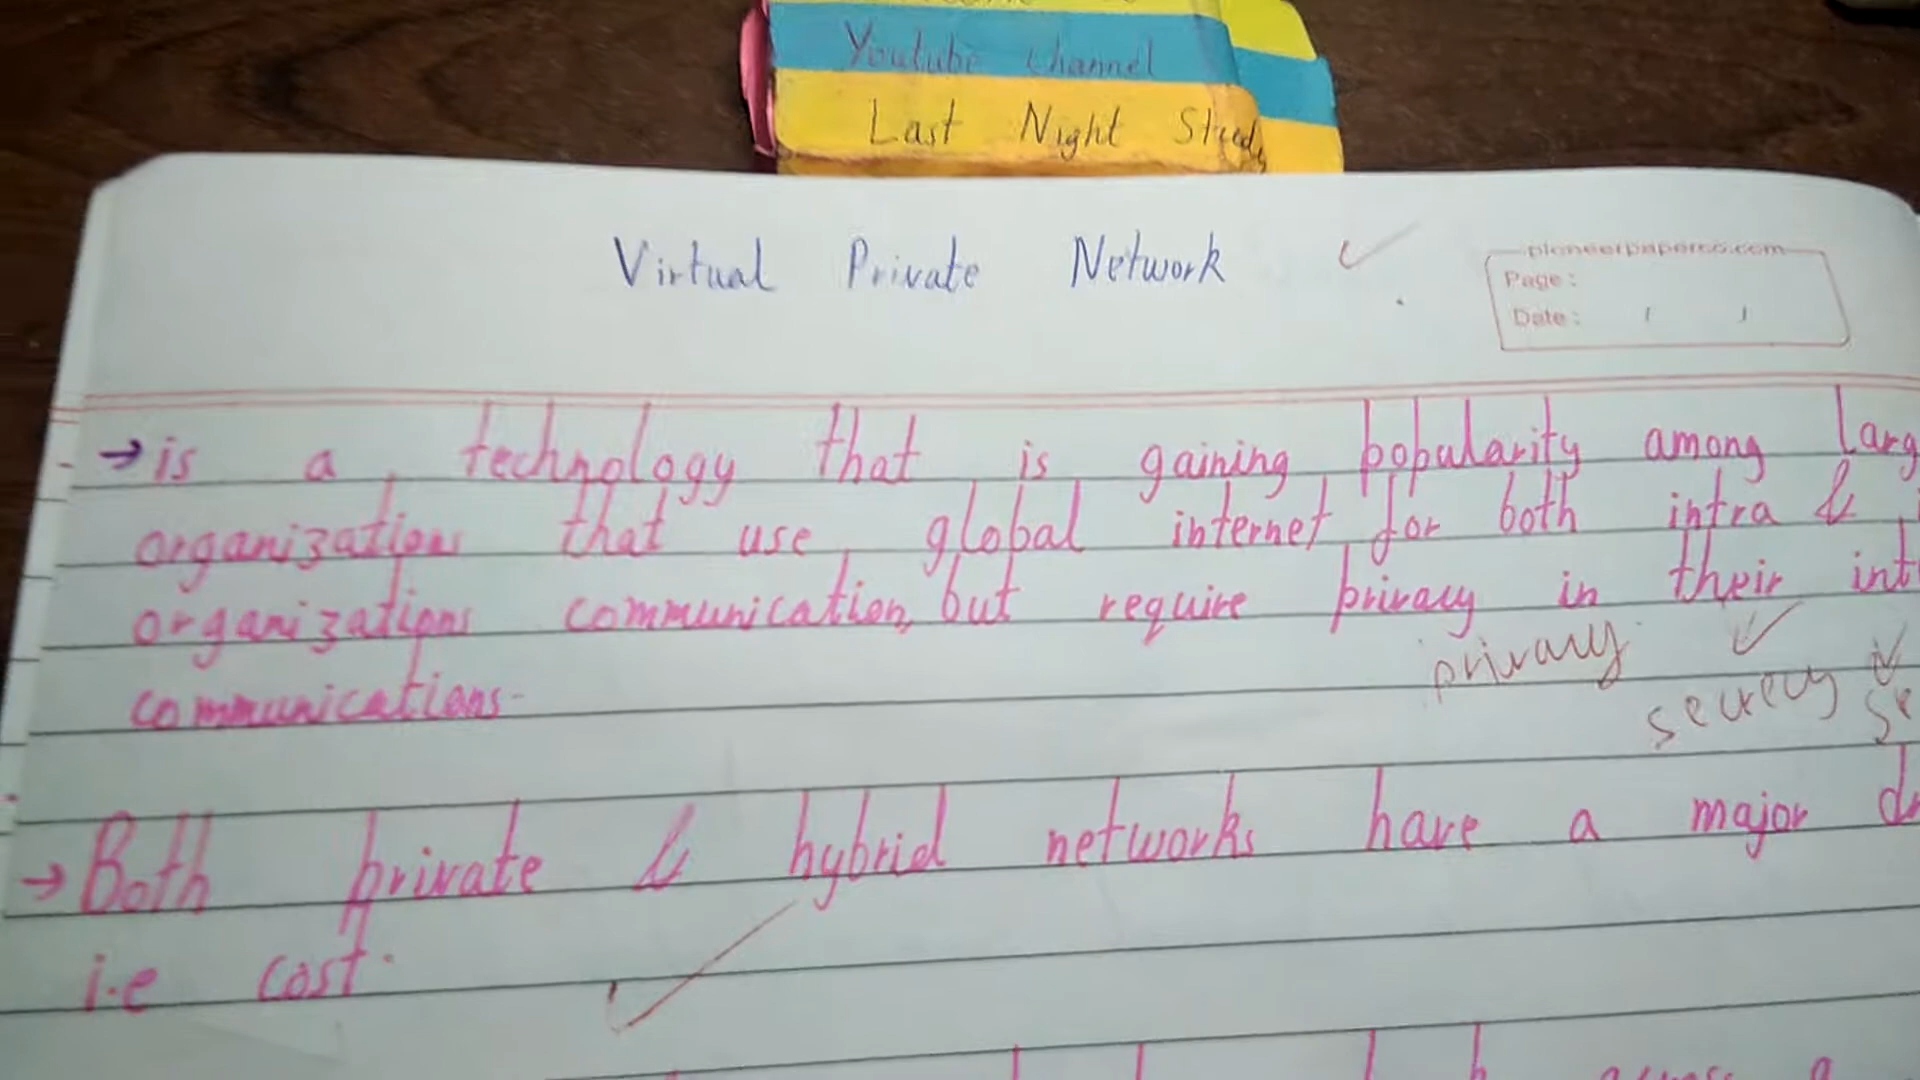 Youtube channel
Last Night Study
Virtual Private Network
pioneerpaperco.com
Page :
Date : / /
→ is a technology that is gaining popularity among
organizations that use global internet for both intra &
organizations communication, but require privacy in their
communications.
privacy
secrecy
→ Both private & hybrid networks have a major
i.e cost.
across a